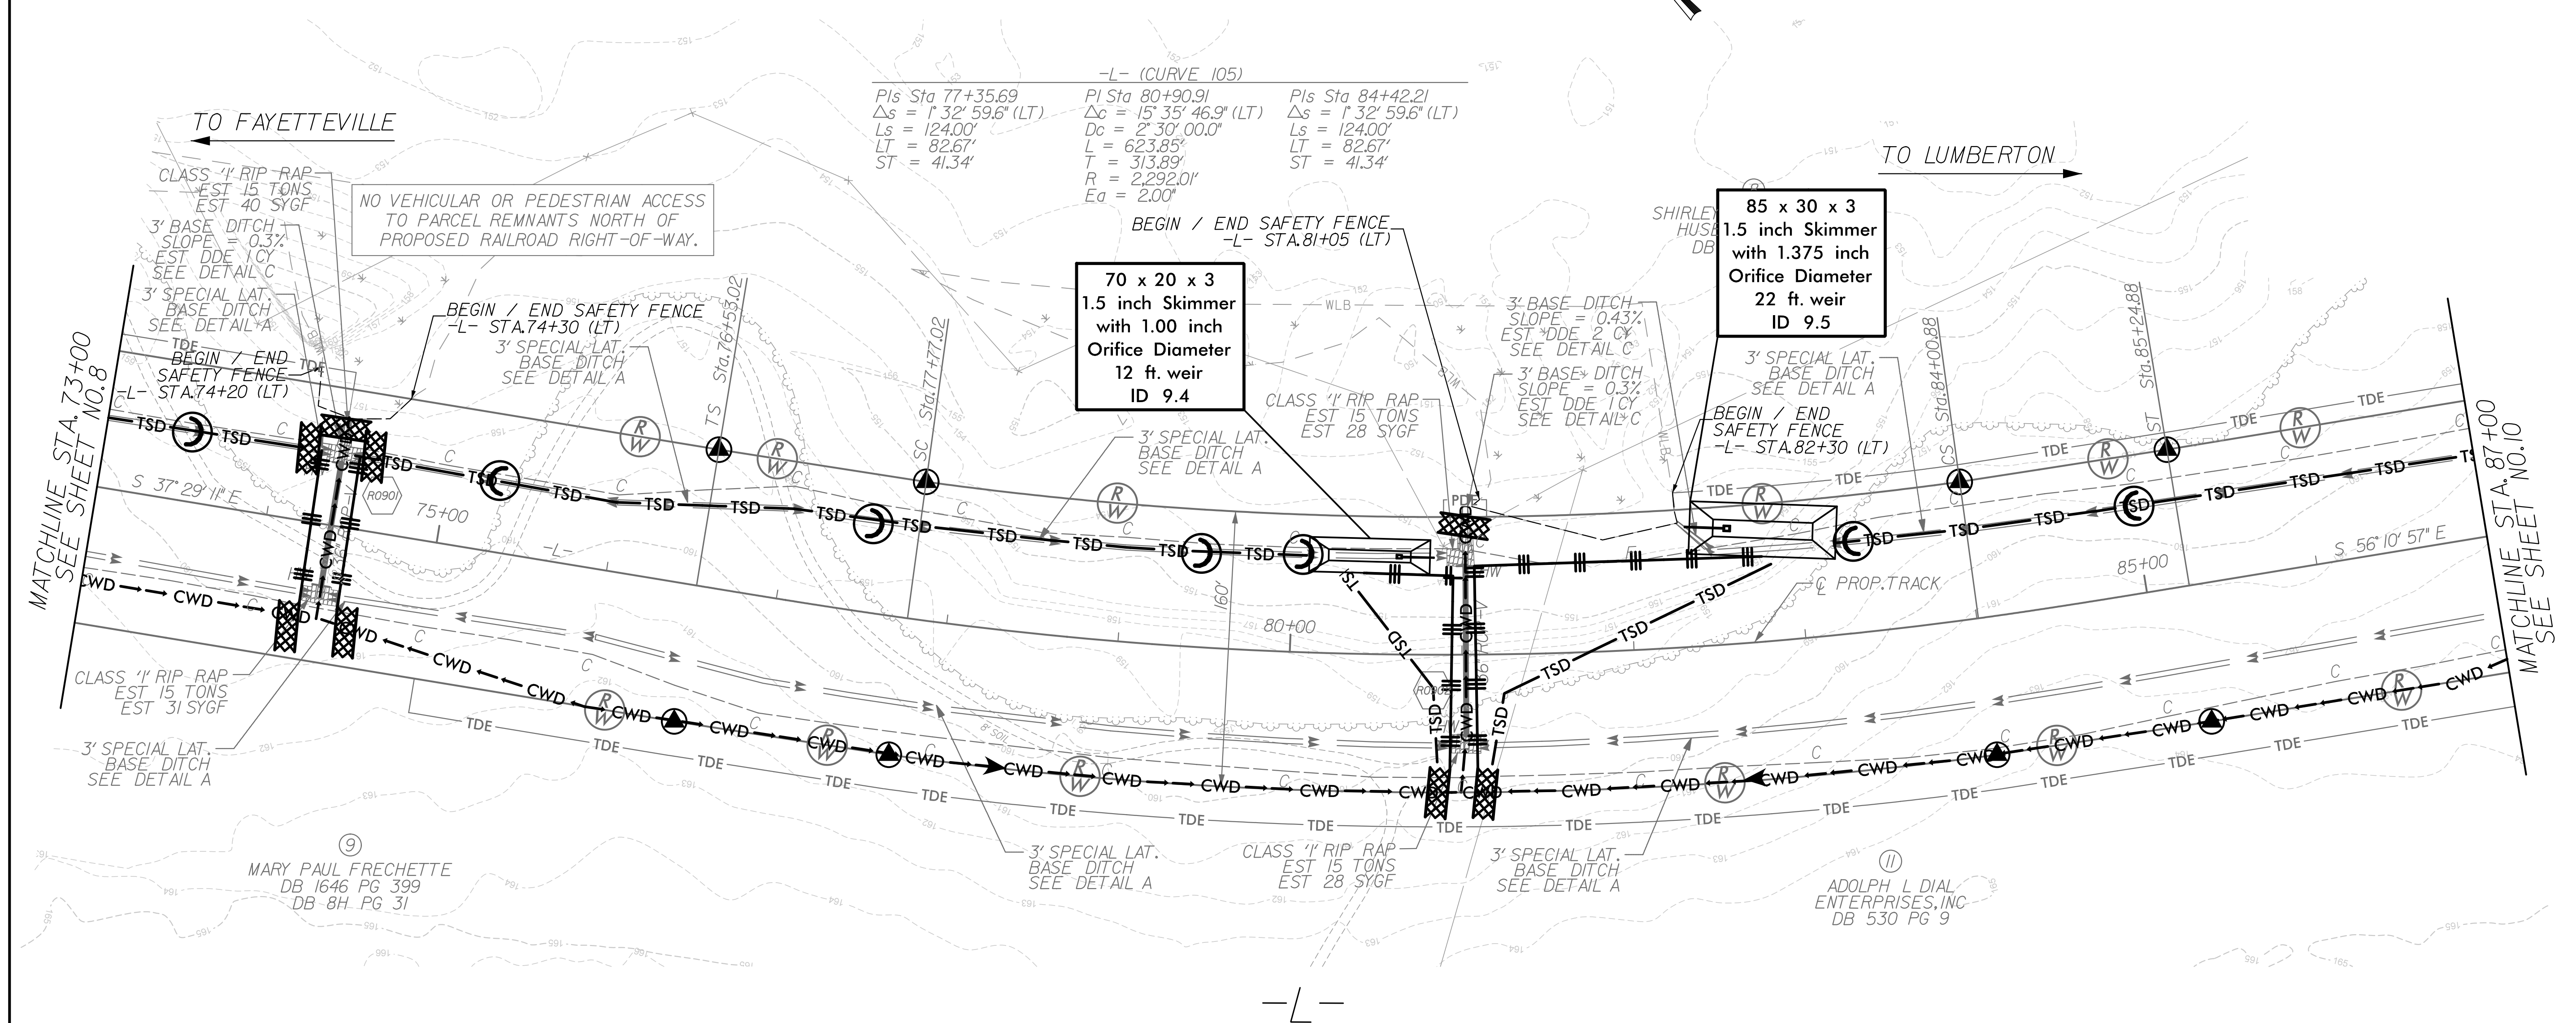 -L- (CURVE 105)
PIs Sta 77+35.69
Δs = 1° 32' 59.6" (LT)
Ls = 124.00'
LT = 82.67'
ST = 41.34'
PI Sta 80+90.91
Δc = 15° 35' 46.9" (LT)
Dc = 2° 30' 00.0"
L = 623.85'
T = 313.89'
R = 2,292.01'
Ea = 2.00"
PIs Sta 84+42.21
Δs = 1° 32' 59.6" (LT)
Ls = 124.00'
LT = 82.67'
ST = 41.34'
TO FAYETTEVILLE
TO LUMBERTON
CLASS 'I' RIP RAP
EST 15 TONS
EST 40 SYGF
3' BASE DITCH
SLOPE = 0.3%
EST DDE 1 CY
SEE DETAIL C
3' SPECIAL LAT.
BASE DITCH
SEE DETAIL A
NO VEHICULAR OR PEDESTRIAN ACCESS
TO PARCEL REMNANTS NORTH OF
PROPOSED RAILROAD RIGHT-OF-WAY.
BEGIN / END
SAFETY FENCE
-L- STA.74+20 (LT)
BEGIN / END SAFETY FENCE
-L- STA.74+30 (LT)
3' SPECIAL LAT.
BASE DITCH
SEE DETAIL A
TS Sta.76+53.02
SC Sta.77+77.02
70 x 20 x 3
1.5 inch Skimmer
with 1.00 inch
Orifice Diameter
12 ft. weir
ID 9.4
BEGIN / END SAFETY FENCE
-L- STA.81+05 (LT)
3' SPECIAL LAT.
BASE DITCH
SEE DETAIL A
CLASS 'I' RIP RAP
EST 15 TONS
EST 28 SYGF
3' BASE DITCH
SLOPE = 0.43%
EST DDE 2 CY
SEE DETAIL C
3' BASE DITCH
SLOPE = 0.3%
EST DDE 1 CY
SEE DETAIL C
SHIRLEY
DB
85 x 30 x 3
1.5 inch Skimmer
with 1.375 inch
Orifice Diameter
22 ft. weir
ID 9.5
3' SPECIAL LAT.
BASE DITCH
SEE DETAIL A
BEGIN / END
SAFETY FENCE
-L- STA.82+30 (LT)
CS Sta.84+00.88
ST Sta.85+24.88
MATCHLINE STA. 73+00
SEE SHEET NO.8
MATCHLINE STA. 87+00
SEE SHEET NO.10
S 37° 29' 11" E
75+00
-L-
80+00
85+00
S 56° 10' 57" E
℄ PROP.TRACK
160'
R0901
WLB
PDE
TSD
CWD
TDE
R/W
CLASS 'I' RIP RAP
EST 15 TONS
EST 31 SYGF
3' SPECIAL LAT.
BASE DITCH
SEE DETAIL A
9
MARY PAUL FRECHETTE
DB 1646 PG 399
DB 8H PG 31
3' SPECIAL LAT.
BASE DITCH
SEE DETAIL A
CLASS 'I' RIP RAP
EST 15 TONS
EST 28 SYGF
3' SPECIAL LAT.
BASE DITCH
SEE DETAIL A
11
ADOLPH L DIAL
ENTERPRISES,INC
DB 530 PG 9
-L-